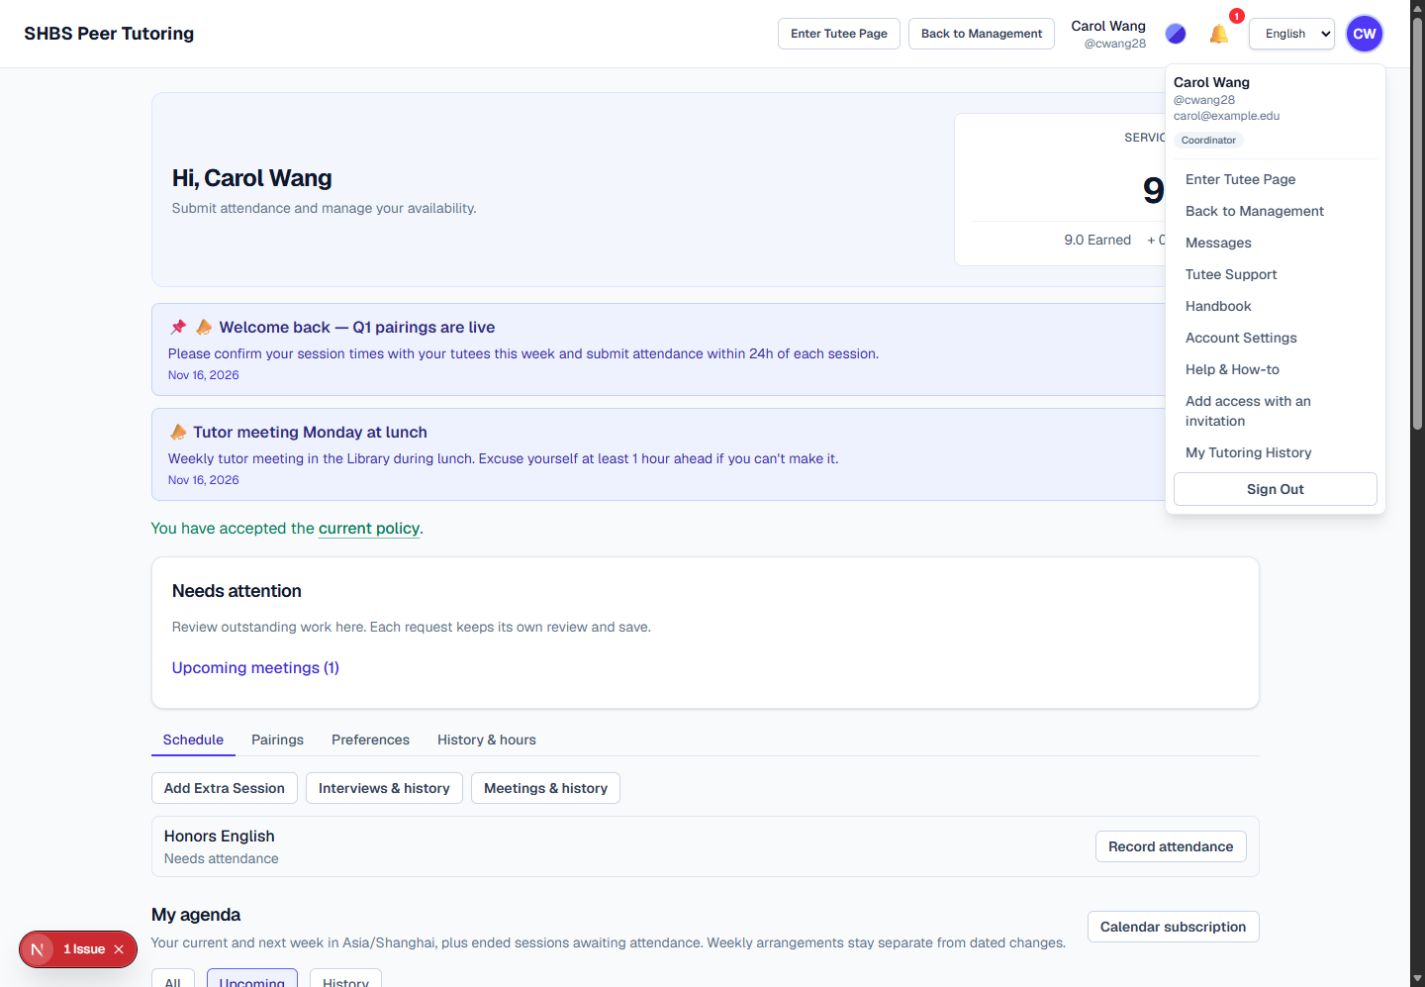 SHBS Peer Tutoring
Enter Tutee Page
Back to Management
Carol Wang
@cwang28
1
English
CW
Carol Wang
@cwang28
carol@example.edu
Coordinator
Enter Tutee Page
Back to Management
Messages
Tutee Support
Handbook
Account Settings
Help & How-to
Add access with an
invitation
My Tutoring History
Sign Out
Hi, Carol Wang
Submit attendance and manage your availability.
9
9.0 Earned
Welcome back — Q1 pairings are live
Please confirm your session times with your tutees this week and submit attendance within 24h of each session.
Nov 16, 2026
Tutor meeting Monday at lunch
Weekly tutor meeting in the Library during lunch. Excuse yourself at least 1 hour ahead if you can't make it.
Nov 16, 2026
You have accepted the current policy.
Needs attention
Review outstanding work here. Each request keeps its own review and save.
Upcoming meetings (1)
Schedule
Pairings
Preferences
History & hours
Add Extra Session
Interviews & history
Meetings & history
Honors English
Needs attendance
Record attendance
My agenda
Your current and next week in Asia/Shanghai, plus ended sessions awaiting attendance. Weekly arrangements stay separate from dated changes.
Calendar subscription
All
Upcoming
History
N
1 Issue